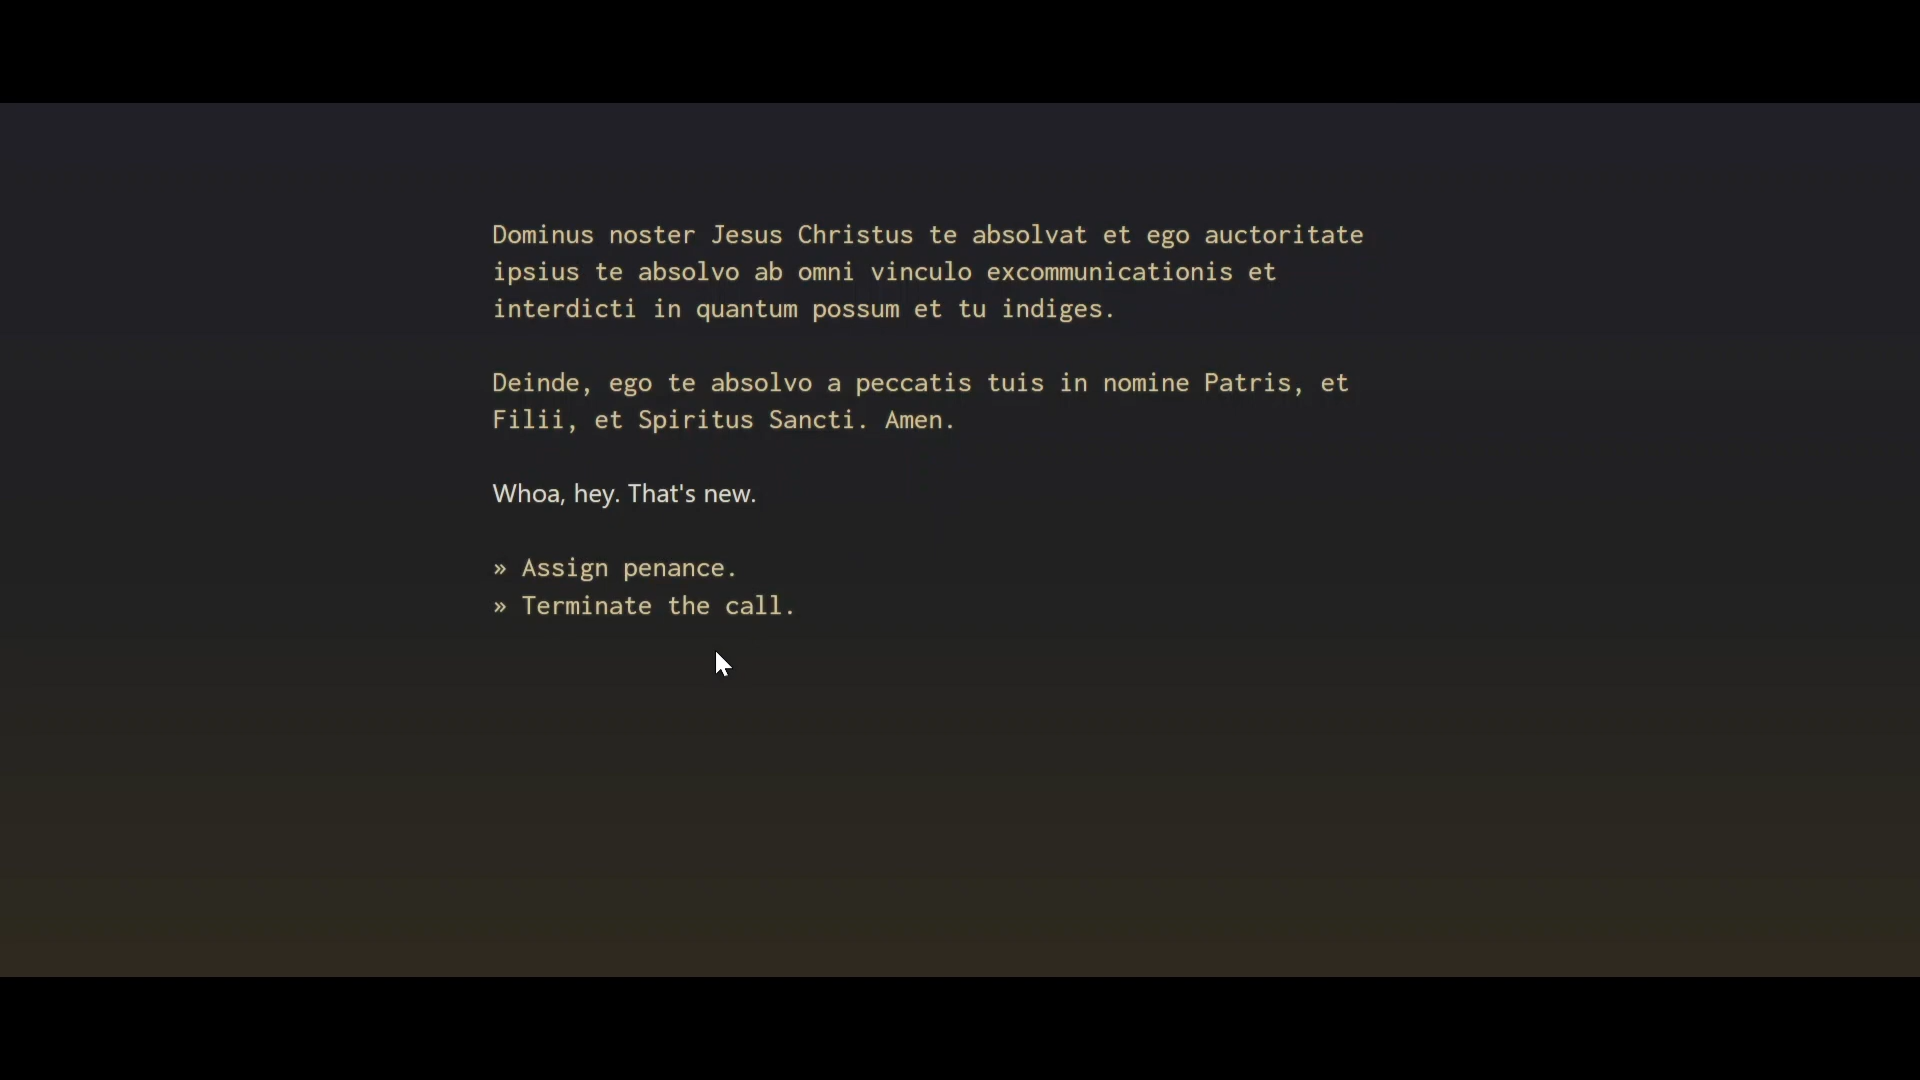 Dominus noster Jesus Christus te absolvat et ego auctoritate
ipsius te absolvo ab omni vinculo excommunicationis et
interdicti in quantum possum et tu indiges.
Deinde, ego te absolvo a peccatis tuis in nomine Patris, et
Filii, et Spiritus Sancti. Amen.
Whoa, hey. That's new.
» Assign penance.
» Terminate the call.